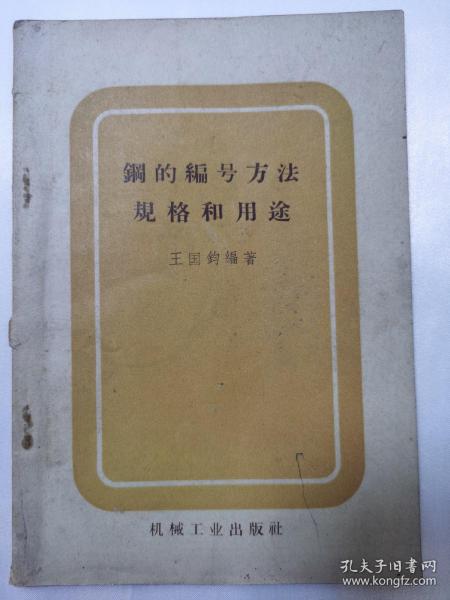 鋼的編号方法
規格和用途
王国鈞編著
机械工业出版社
孔夫子旧书网
www.kongfz.com